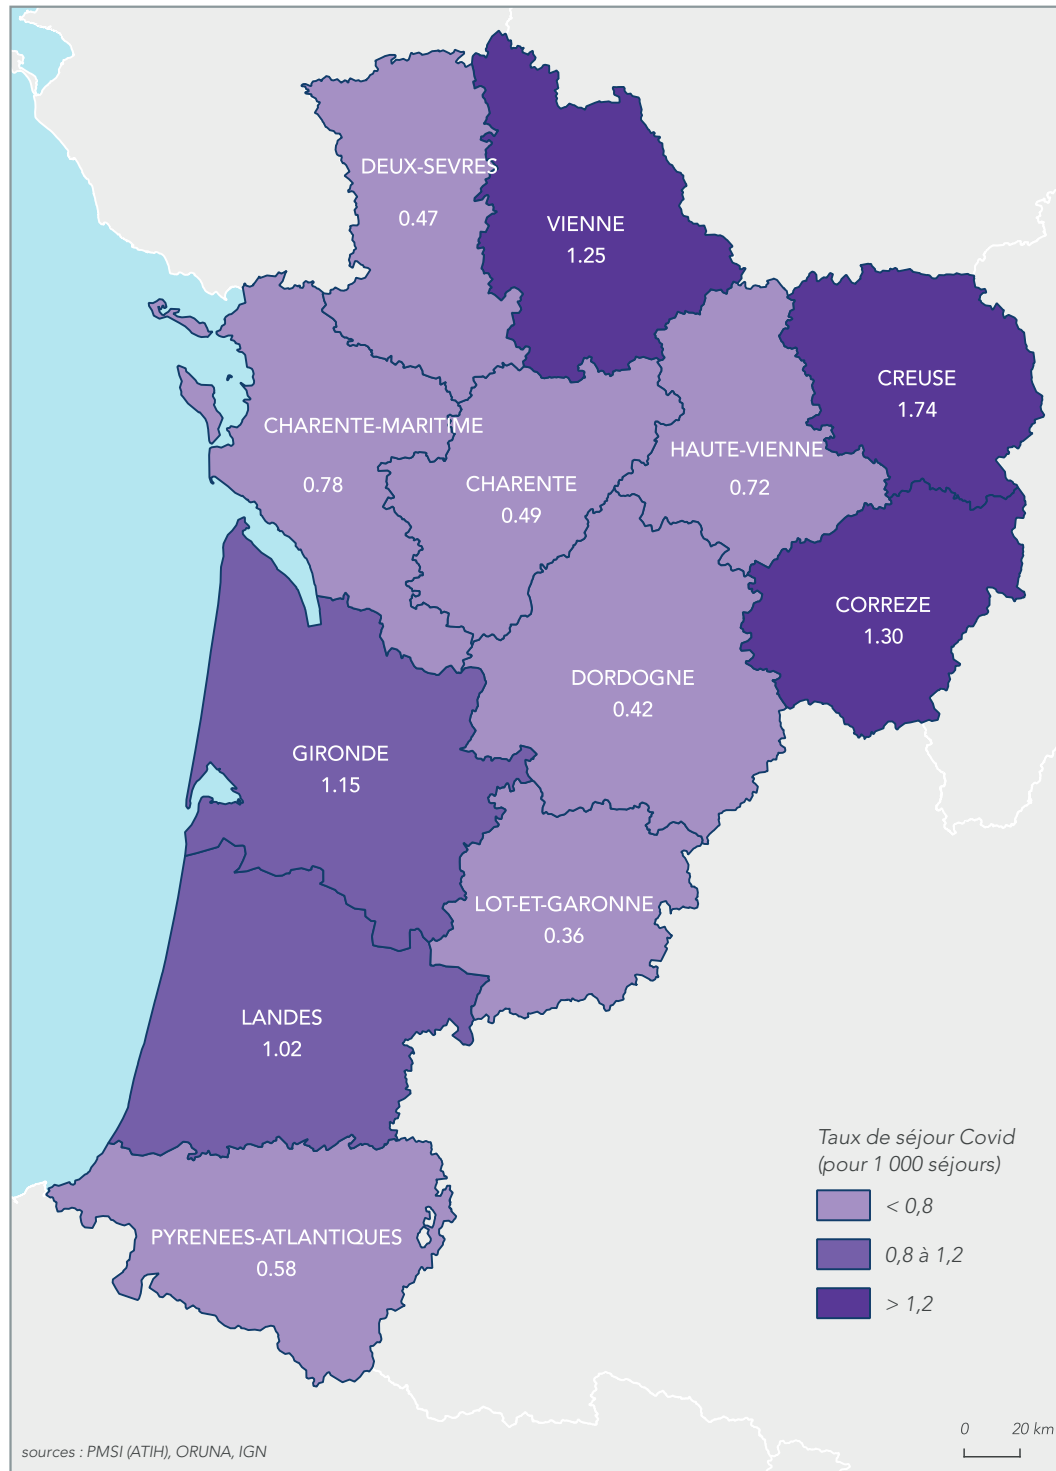 DEUX-SEVRES
0.47
VIENNE
1.25
CREUSE
1.74
CHARENTE-MARITIME
0.78
CHARENTE
0.49
HAUTE-VIENNE
0.72
CORREZE
1.30
DORDOGNE
0.42
GIRONDE
1.15
LOT-ET-GARONNE
0.36
LANDES
1.02
PYRENEES-ATLANTIQUES
0.58
Taux de séjour Covid
(pour 1 000 séjours)
< 0,8
0,8 à 1,2
> 1,2
0 20 km
sources : PMSI (ATIH), ORUNA, IGN